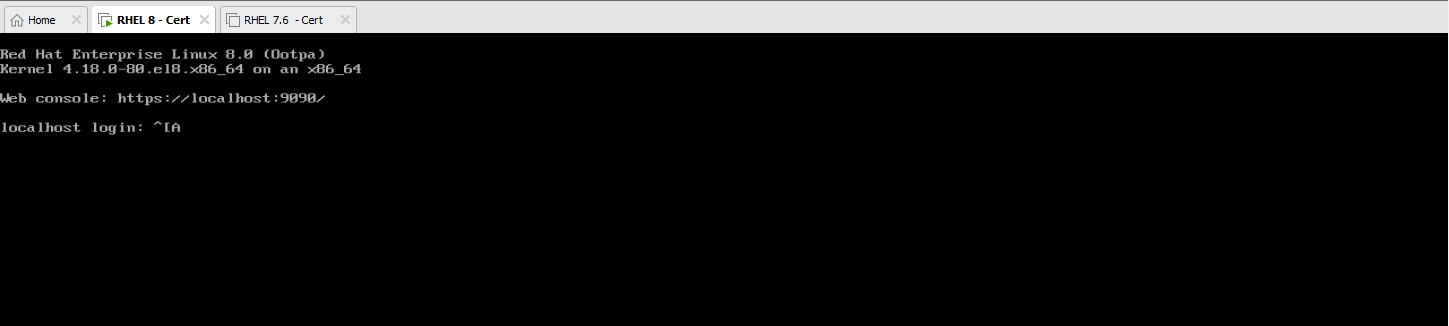 Home
RHEL 8 - Cert
RHEL 7.6 - Cert
Red Hat Enterprise Linux 8.0 (Ootpa)
Kernel 4.18.0-80.el8.x86_64 on an x86_64
Web console: https://localhost:9090/
localhost login: ^[A